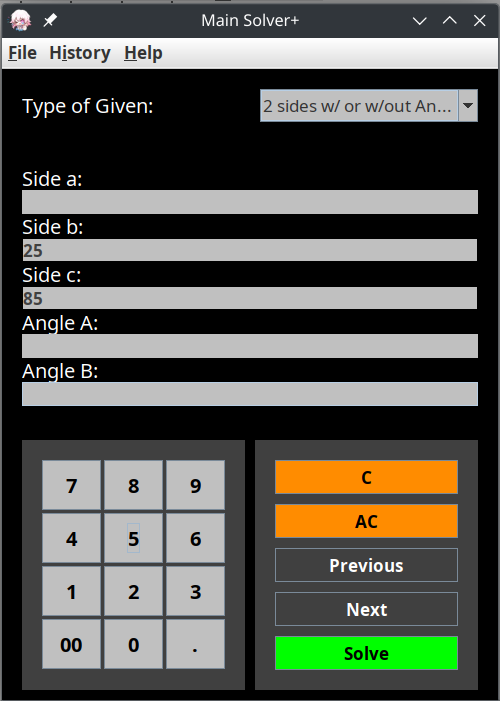 Main Solver+
File History Help
Type of Given: 2 sides w/ or w/out An...
Side a:
Side b:
25
Side c:
85
Angle A:
Angle B:
7 8 9
4 5 6
1 2 3
00 0 .
C
AC
Previous
Next
Solve